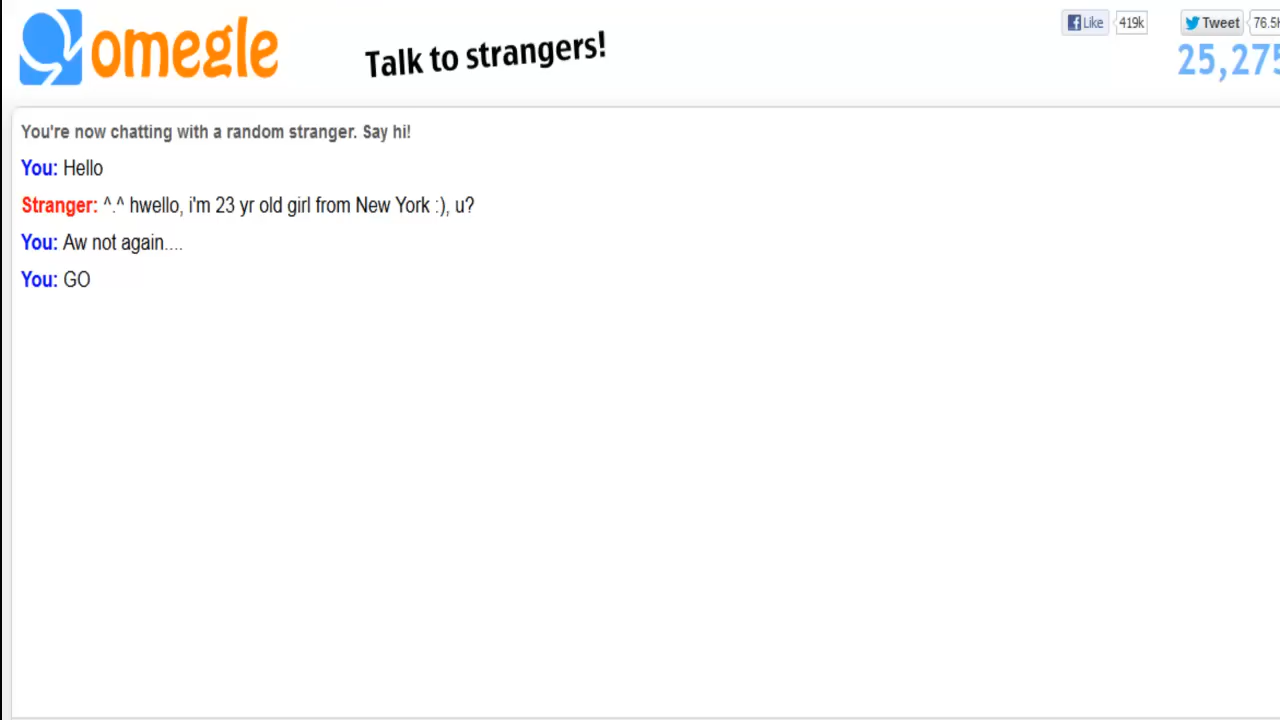 omegle
Talk to strangers!
Like 419k
Tweet
25,275
You're now chatting with a random stranger. Say hi!
You: Hello
Stranger: ^.^ hwello, i'm 23 yr old girl from New York :), u?
You: Aw not again....
You: GO